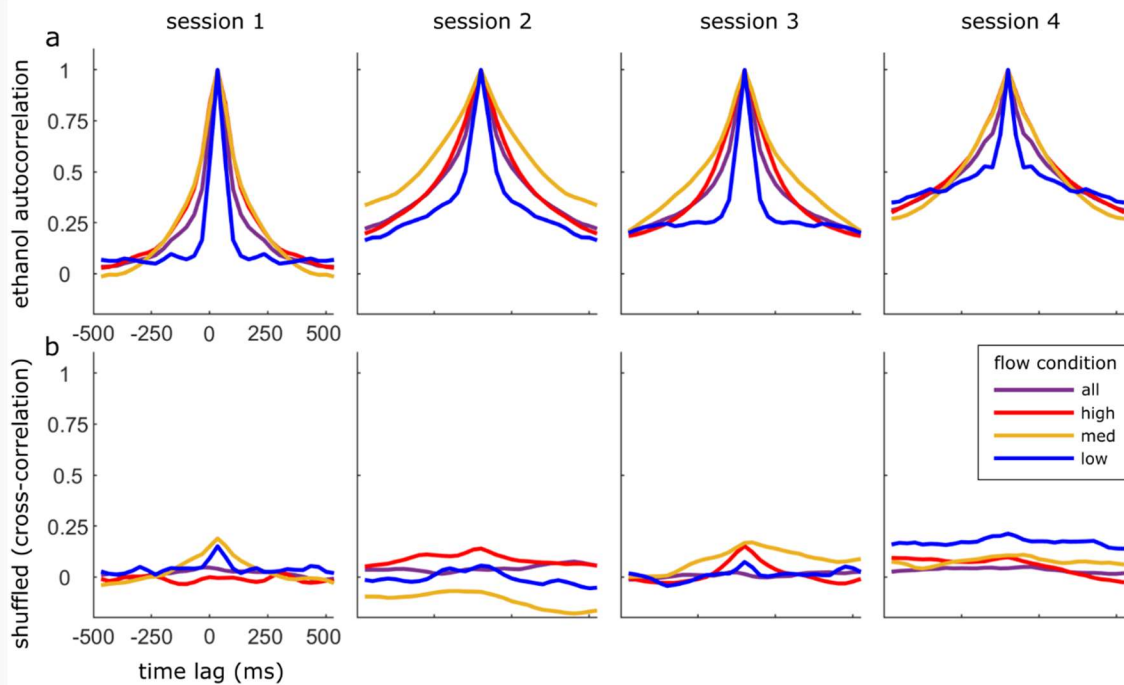 session 1
session 2
session 3
session 4
a
ethanol autocorrelation
1
0.75
0.5
0.25
0
-500 -250 0 250 500
b
shuffled (cross-correlation)
1
0.75
0.5
0.25
0
-500 -250 0 250 500
time lag (ms)
flow condition
all
high
med
low